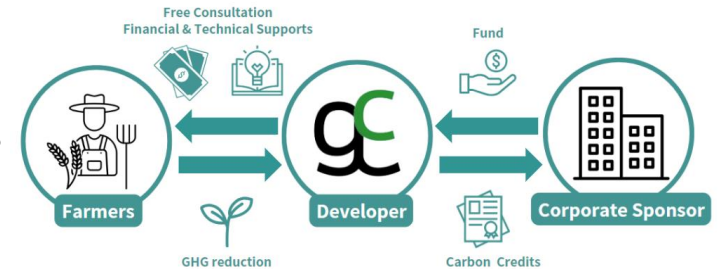 Free Consultation
Financial & Technical Supports
Fund
gc
Farmers
Developer
Corporate Sponsor
GHG reduction
Carbon Credits